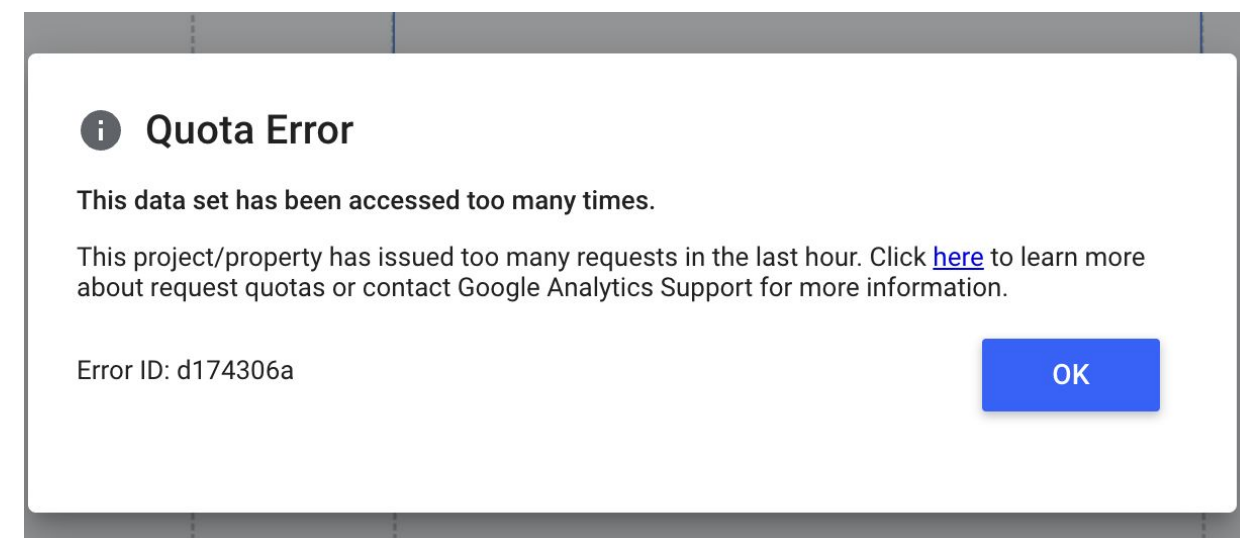 Quota Error
This data set has been accessed too many times.
This project/property has issued too many requests in the last hour. Click here to learn more
about request quotas or contact Google Analytics Support for more information.
Error ID: d174306a
OK